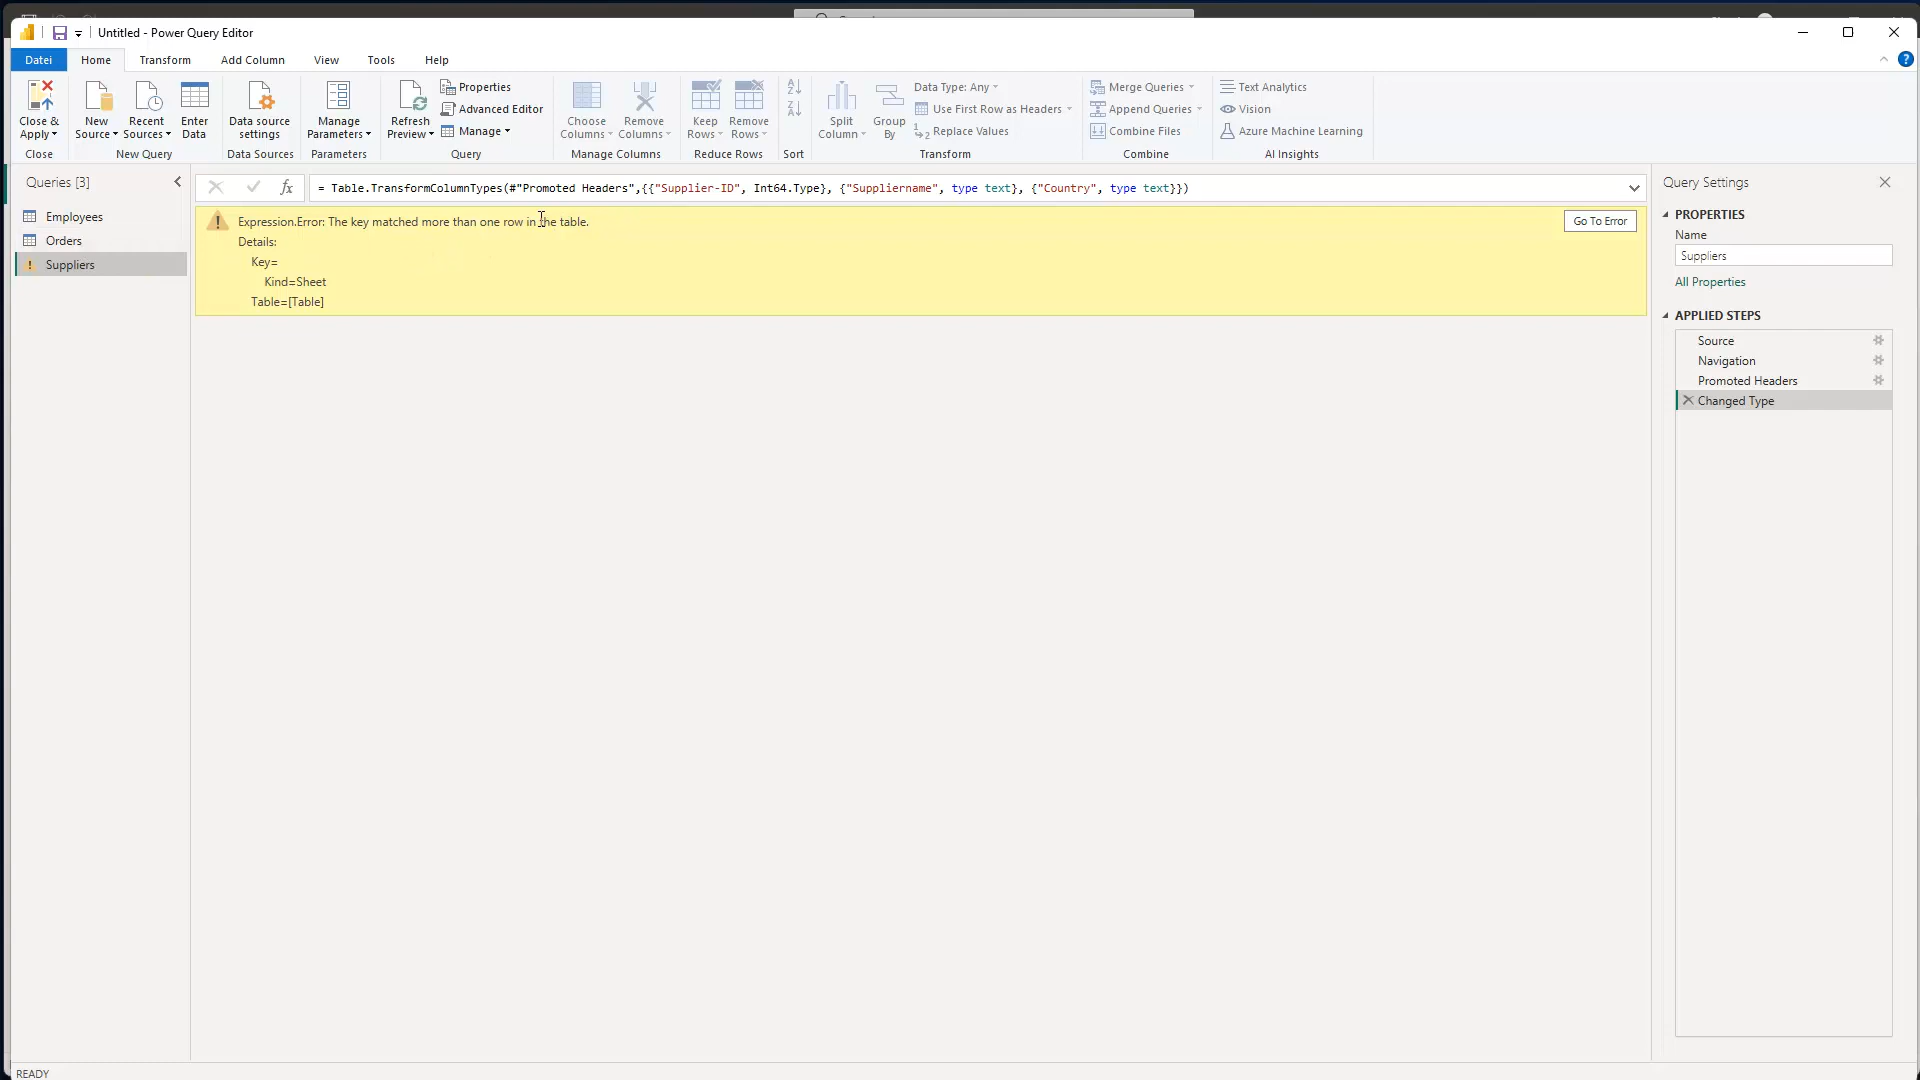 Untitled - Power Query Editor
Datei Home Transform Add Column View Tools Help
Close & Apply
New Source
Recent Sources
Enter Data
Data source settings
Manage Parameters
Refresh Preview
Properties
Advanced Editor
Manage
Choose Columns
Remove Columns
Keep Rows
Remove Rows
Split Column
Group By
Data Type: Any
Use First Row as Headers
Replace Values
Merge Queries
Append Queries
Combine Files
Text Analytics
Vision
Azure Machine Learning
Close New Query Data Sources Parameters Query Manage Columns Reduce Rows Sort Transform Combine AI Insights
Queries [3]
Employees
Orders
Suppliers
= Table.TransformColumnTypes(#"Promoted Headers",{{"Supplier-ID", Int64.Type}, {"Suppliername", type text}, {"Country", type text}})
Expression.Error: The key matched more than one row in the table.
Details:
Key=
Kind=Sheet
Table=[Table]
Go To Error
Query Settings
PROPERTIES
Name
Suppliers
All Properties
APPLIED STEPS
Source
Navigation
Promoted Headers
Changed Type
READY